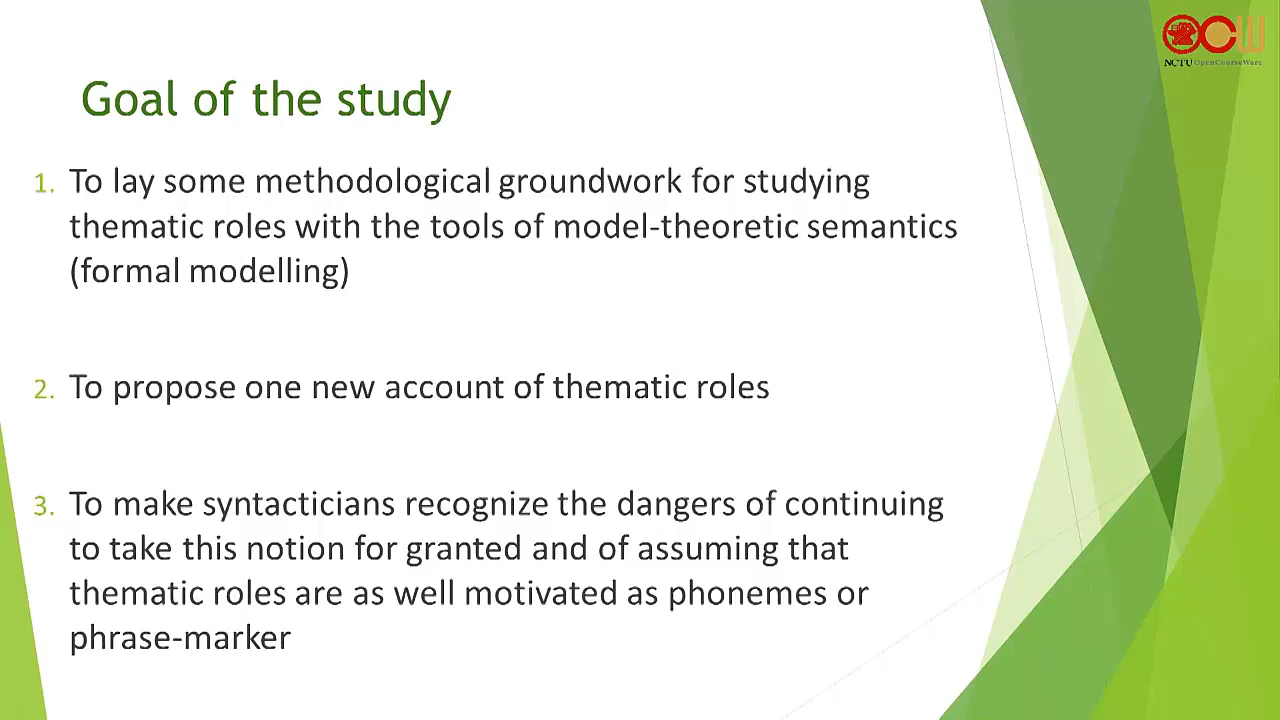 OCW
NCTU OpenCourseWare
Goal of the study
1. To lay some methodological groundwork for studying
thematic roles with the tools of model-theoretic semantics
(formal modelling)
2. To propose one new account of thematic roles
3. To make syntacticians recognize the dangers of continuing
to take this notion for granted and of assuming that
thematic roles are as well motivated as phonemes or
phrase-marker